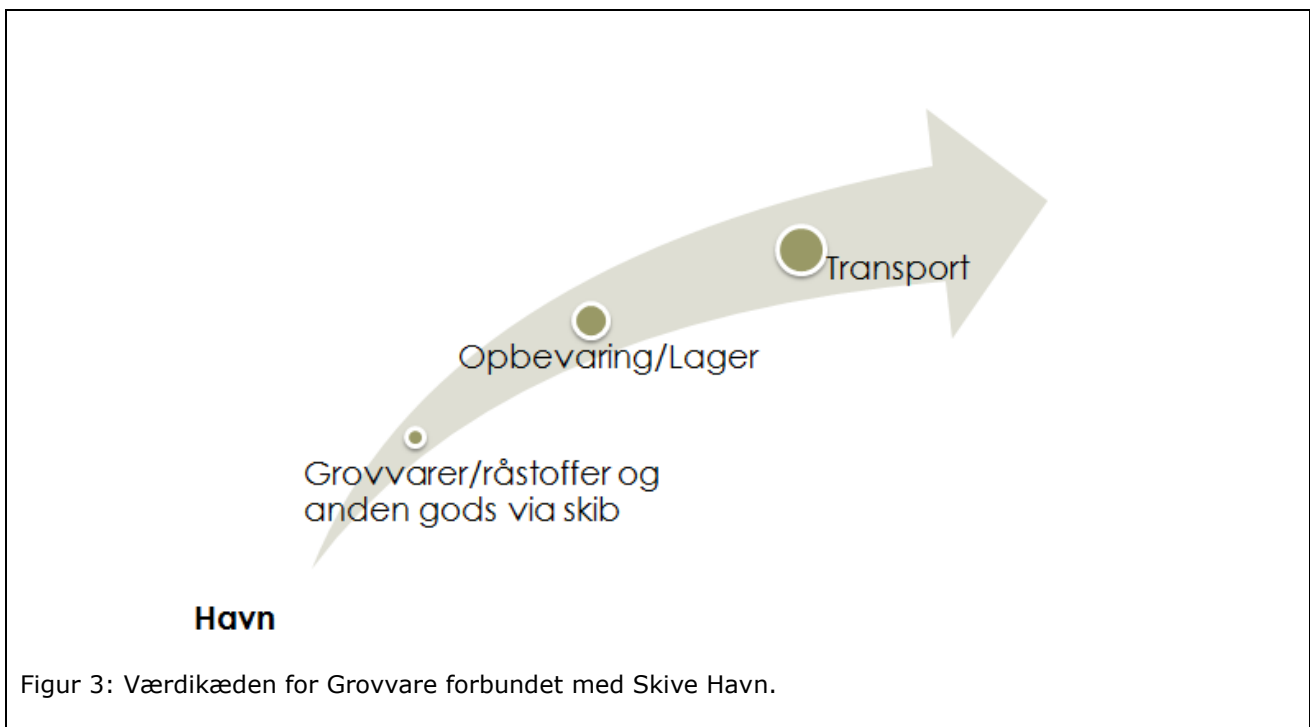 Transport
Opbevaring/Lager
Grovvarer/råstoffer og
anden gods via skib
Havn
Figur 3: Værdikæden for Grovvare forbundet med Skive Havn.